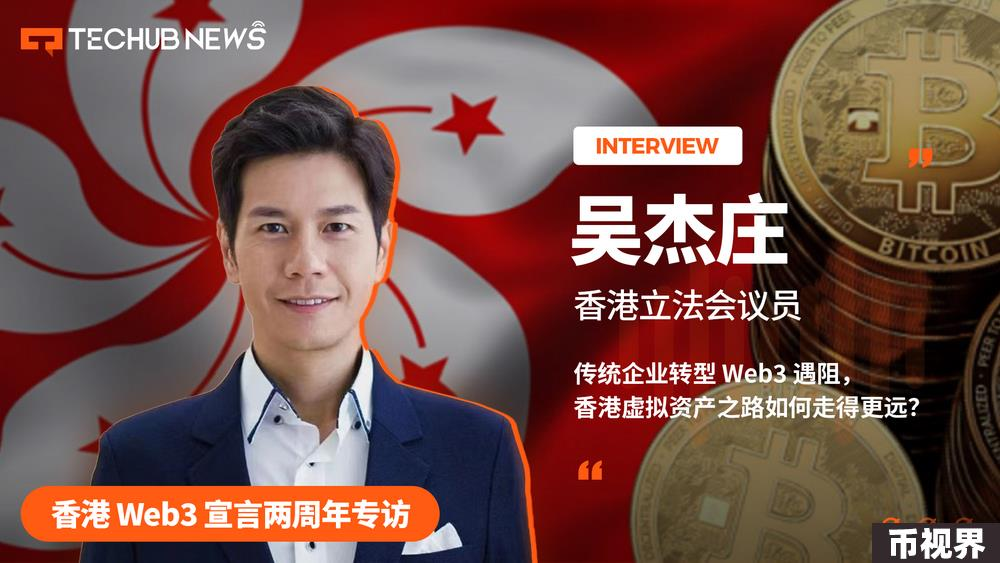 TECHUB NEWS
INTERVIEW
吴杰庄
香港立法会议员
传统企业转型 Web3 遇阻，
香港虚拟资产之路如何走得更远？
香港 Web3 宣言两周年专访
BITCOIN
币视界